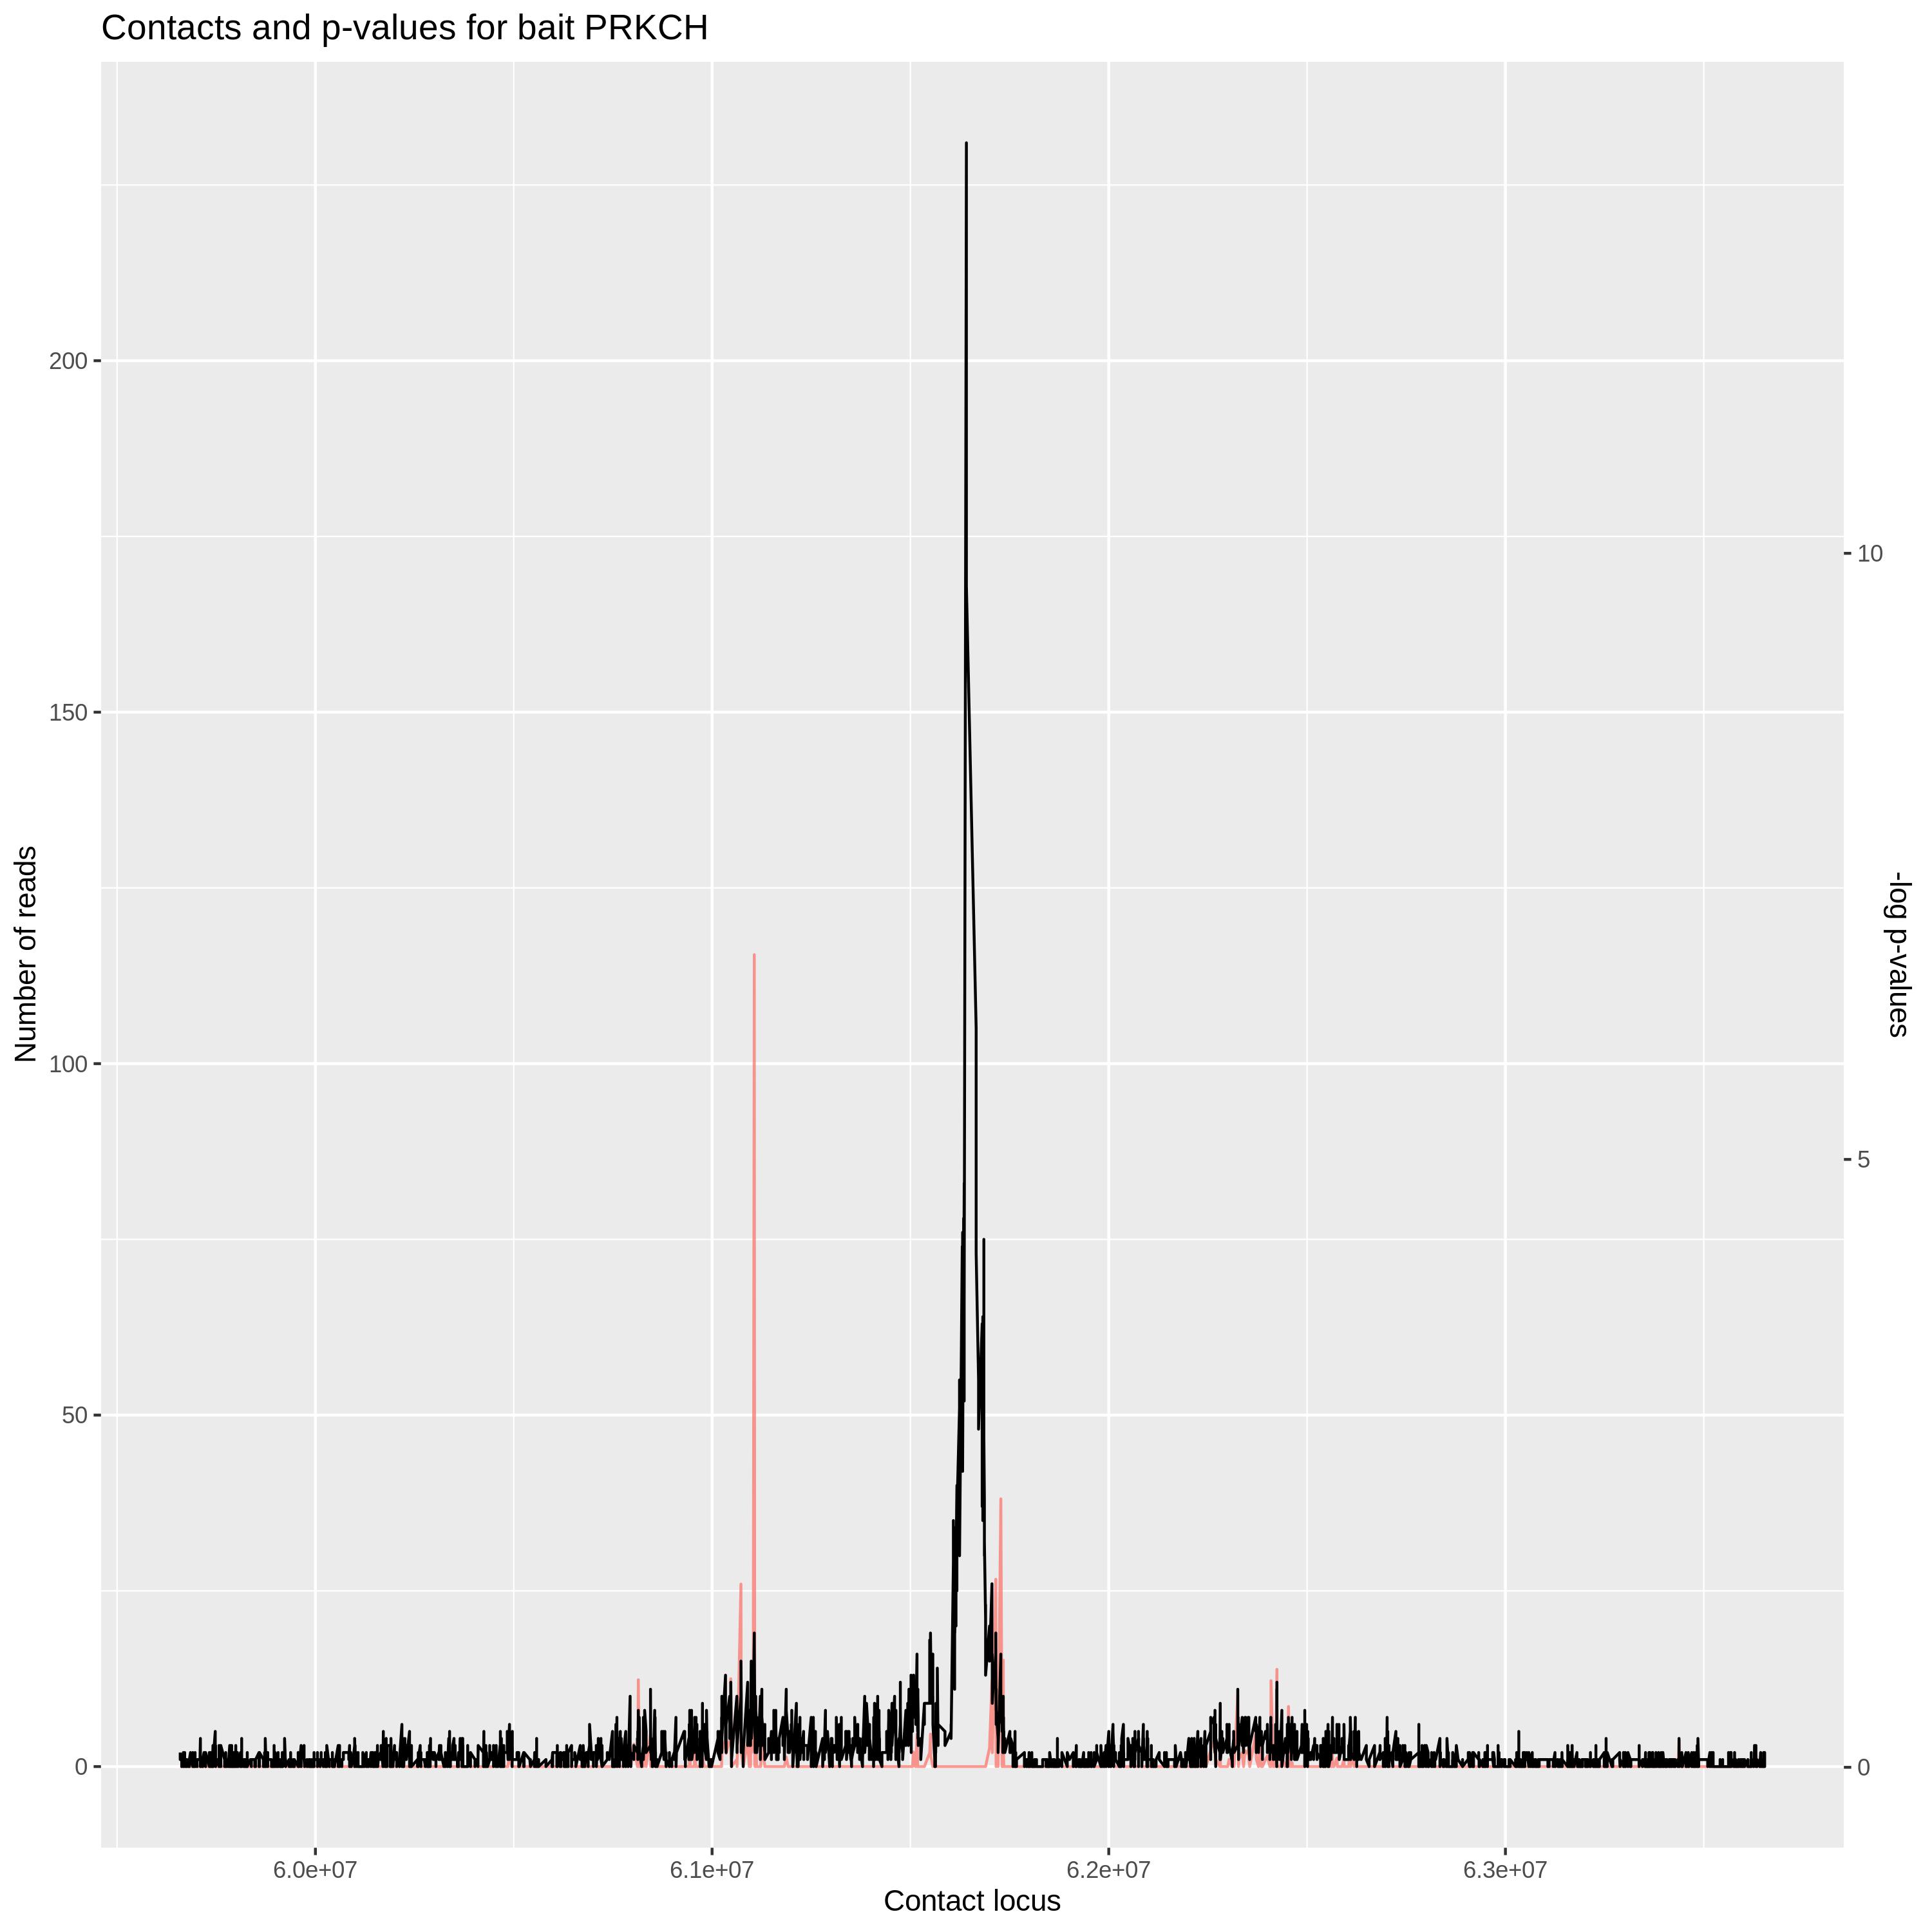 Contacts and p-values for bait PRKCH
Number of reads
200
150
100
50
0
10
5
0
-log p-values
6.0e+07
6.1e+07
6.2e+07
6.3e+07
Contact locus